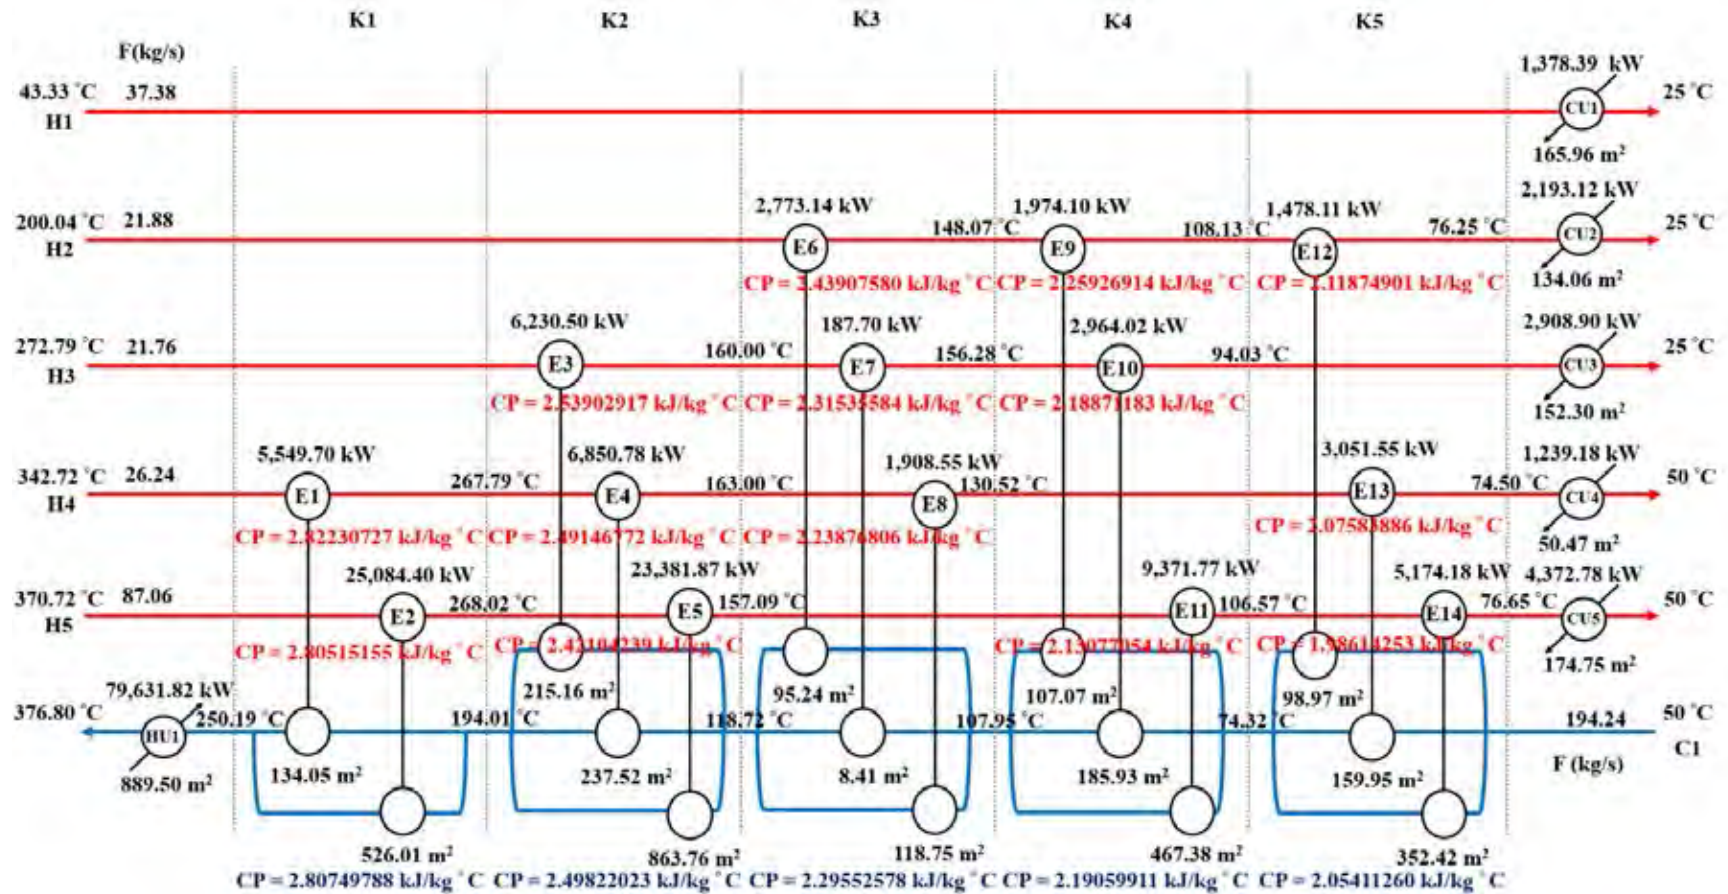 K1 K2 K3 K4 K5
F(kg/s)
1,378.39 kW
43.33 °C 37.38 25 °C
H1 CU1
165.96 m²
2,193.12 kW
2,773.14 kW 1,974.10 kW 1,478.11 kW
200.04 °C 21.88 148.07 °C 108.13 °C 76.25 °C 25 °C
H2 E6 E9 E12 CU2
CP = 2.43907580 kJ/kg °C CP = 2.25926914 kJ/kg °C CP = 2.11874901 kJ/kg °C 134.06 m²
6,230.50 kW 187.70 kW 2,964.02 kW 2,908.90 kW
272.79 °C 21.76 160.00 °C 156.28 °C 94.03 °C 25 °C
H3 E3 E7 E10 CU3
CP = 2.53902917 kJ/kg °C CP = 2.31535584 kJ/kg °C CP = 2.18871183 kJ/kg °C 152.30 m²
5,549.70 kW 6,850.78 kW 1,908.55 kW 3,051.55 kW 1,239.18 kW
342.72 °C 26.24 267.79 °C 163.00 °C 130.52 °C 74.50 °C 50 °C
H4 E1 E4 E8 E13 CU4
CP = 2.82230727 kJ/kg °C CP = 2.49146772 kJ/kg °C CP = 2.23876806 kJ/kg °C CP = 2.07583886 kJ/kg °C 50.47 m²
25,084.40 kW 23,381.87 kW 9,371.77 kW 5,174.18 kW 4,372.78 kW
370.72 °C 87.06 268.02 °C 157.09 °C 106.57 °C 76.65 °C 50 °C
H5 E2 E5 E11 E14 CU5
CP = 2.80515155 kJ/kg °C CP = 2.42104239 kJ/kg °C CP = 2.13077054 kJ/kg °C CP = 1.98614253 kJ/kg °C 174.75 m²
79,631.82 kW 215.16 m² 95.24 m² 107.07 m² 98.97 m²
376.80 °C 250.19 °C 194.01 °C 118.72 °C 107.95 °C 74.32 °C 194.24 50 °C
HU1 C1
889.50 m² 134.05 m² 237.52 m² 8.41 m² 185.93 m² 159.95 m² F (kg/s)
526.01 m² 863.76 m² 118.75 m² 467.38 m² 352.42 m²
CP = 2.80749788 kJ/kg °C CP = 2.49822023 kJ/kg °C CP = 2.29552578 kJ/kg °C CP = 2.19059911 kJ/kg °C CP = 2.05411260 kJ/kg °C